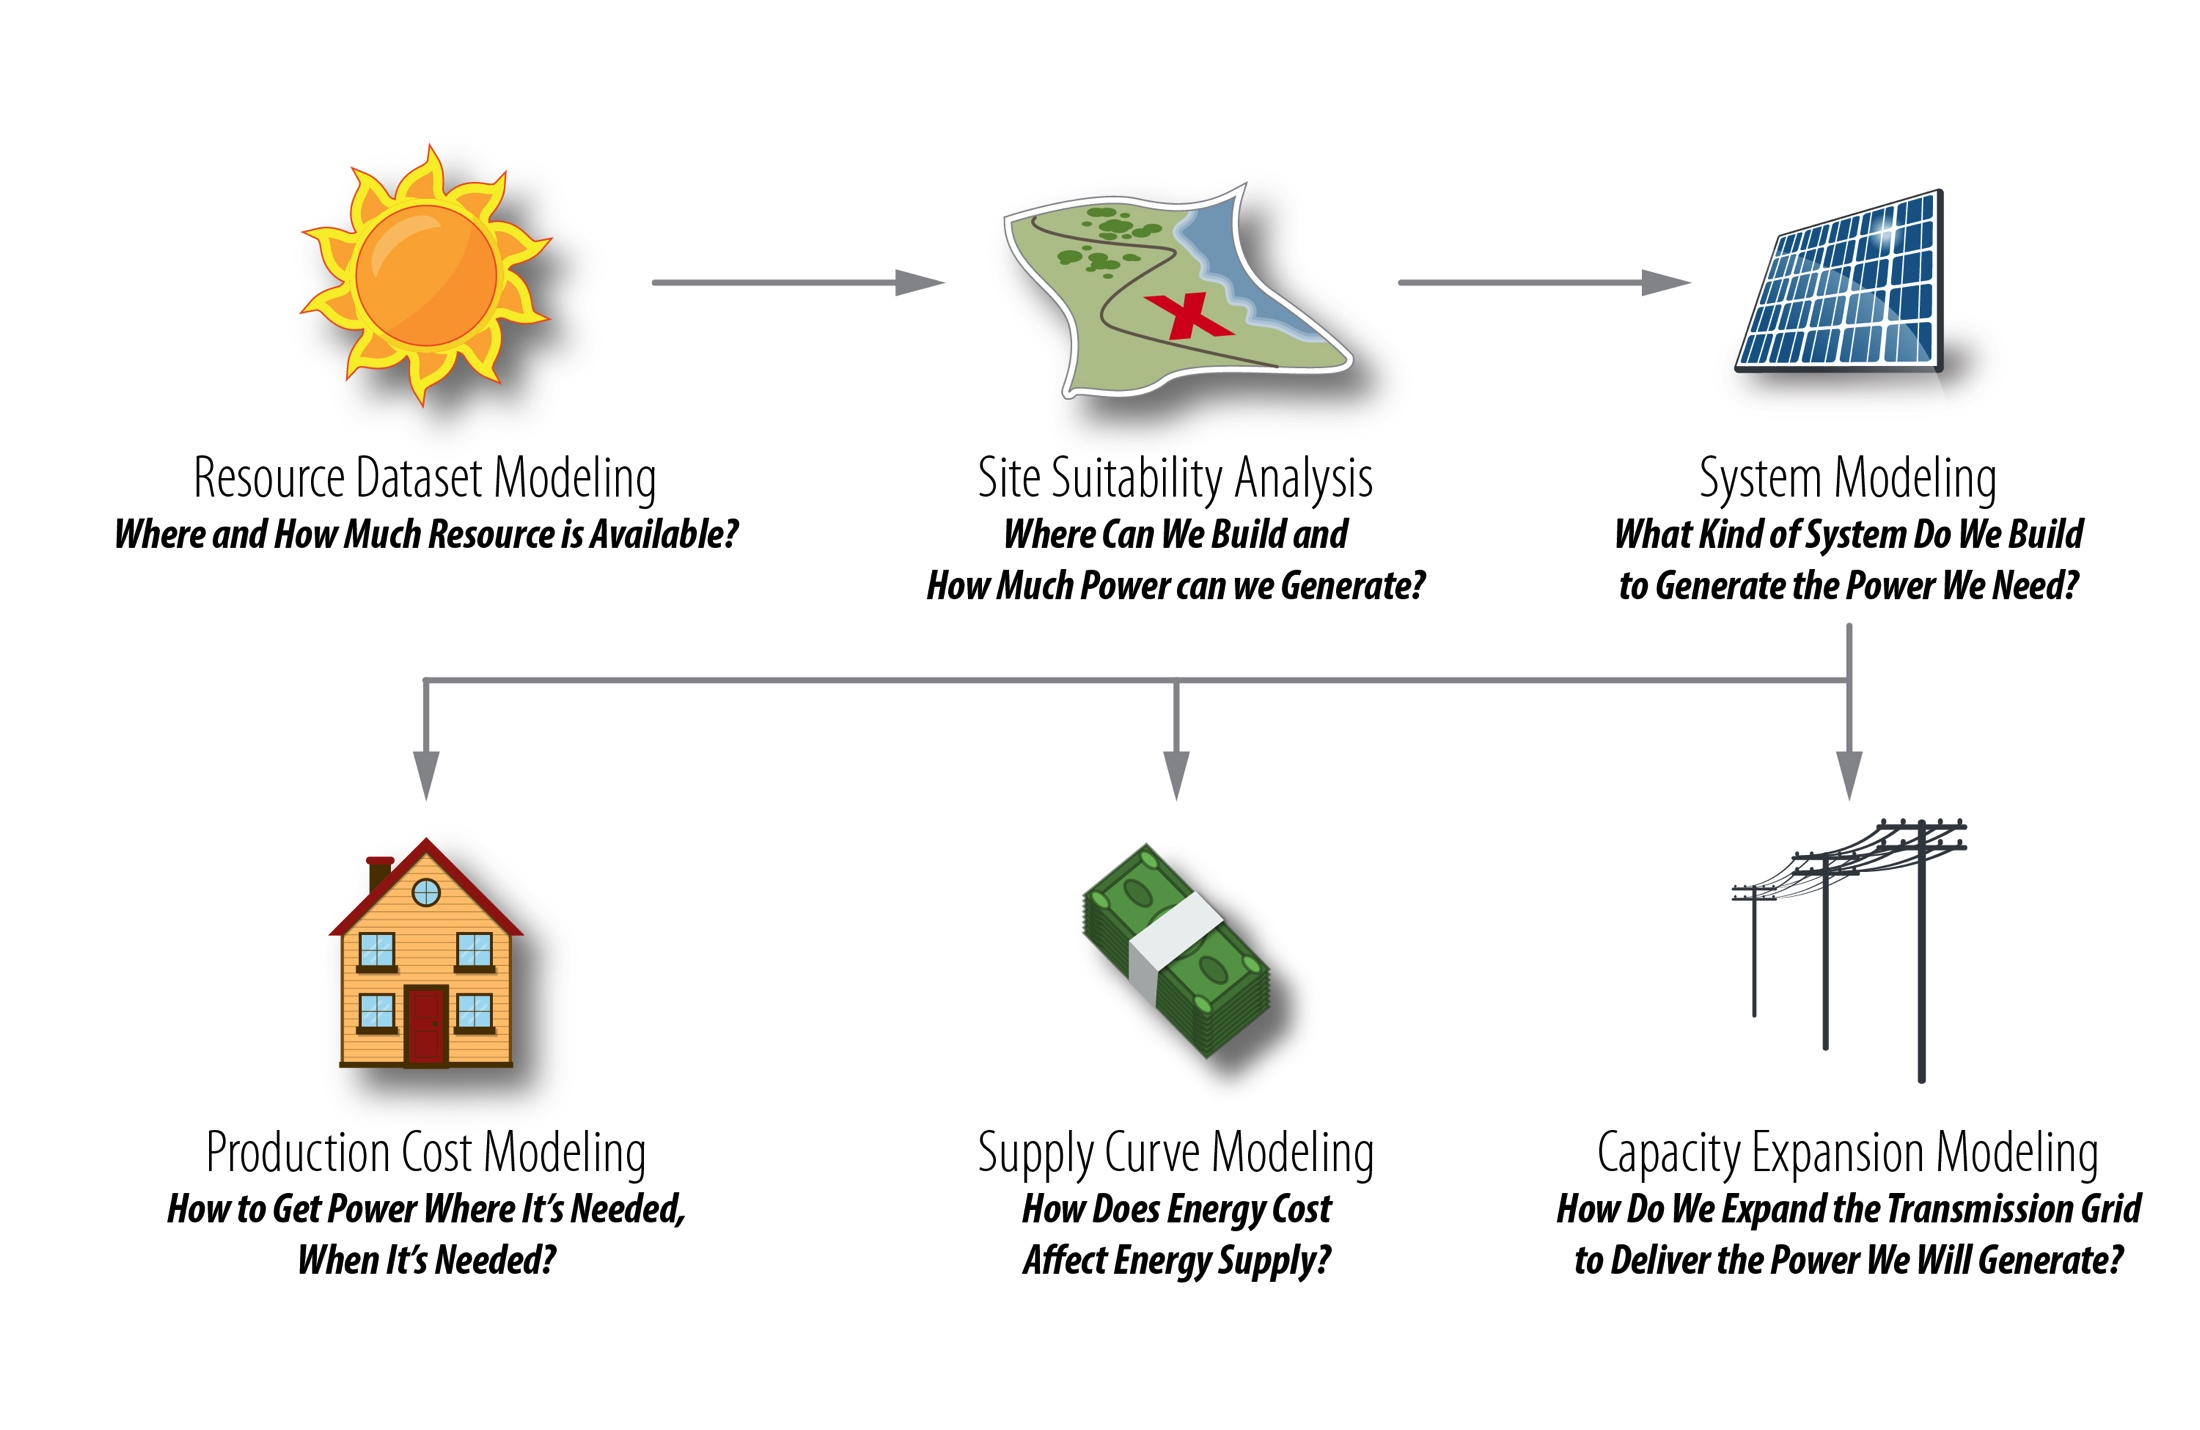 Resource Dataset Modeling
Where and How Much Resource is Available?
Site Suitability Analysis
Where Can We Build and
How Much Power can we Generate?
System Modeling
What Kind of System Do We Build
to Generate the Power We Need?
Production Cost Modeling
How to Get Power Where It’s Needed,
When It’s Needed?
Supply Curve Modeling
How Does Energy Cost
Affect Energy Supply?
Capacity Expansion Modeling
How Do We Expand the Transmission Grid
to Deliver the Power We Will Generate?